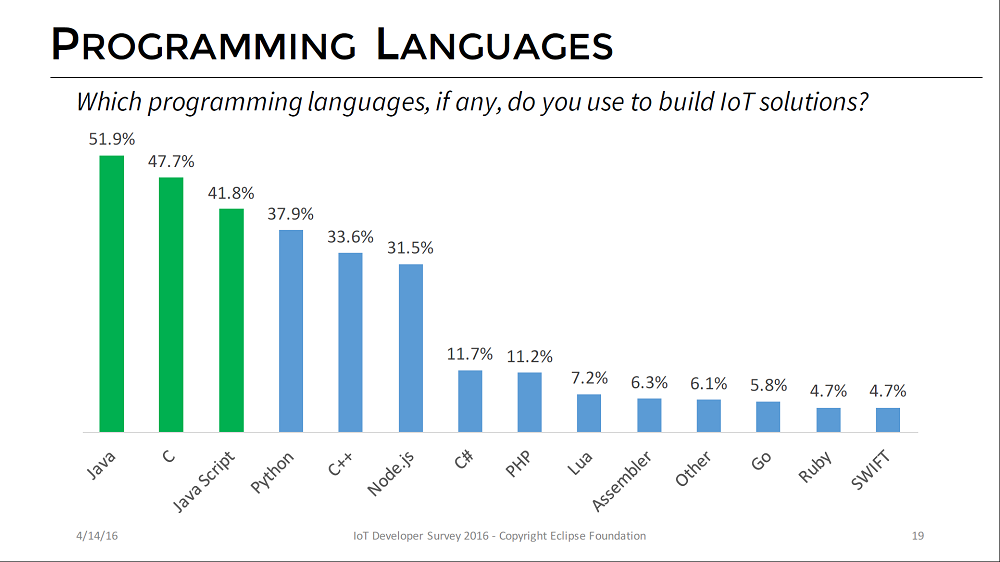 PROGRAMMING LANGUAGES
Which programming languages, if any, do you use to build IoT solutions?
51.9%
47.7%
41.8%
37.9%
33.6%
31.5%
11.7%
11.2%
7.2%
6.3%
6.1%
5.8%
4.7%
4.7%
Java
C
Java Script
Python
C++
Node.js
C#
PHP
Lua
Assembler
Other
Go
Ruby
SWIFT
4/14/16
IoT Developer Survey 2016 - Copyright Eclipse Foundation
19